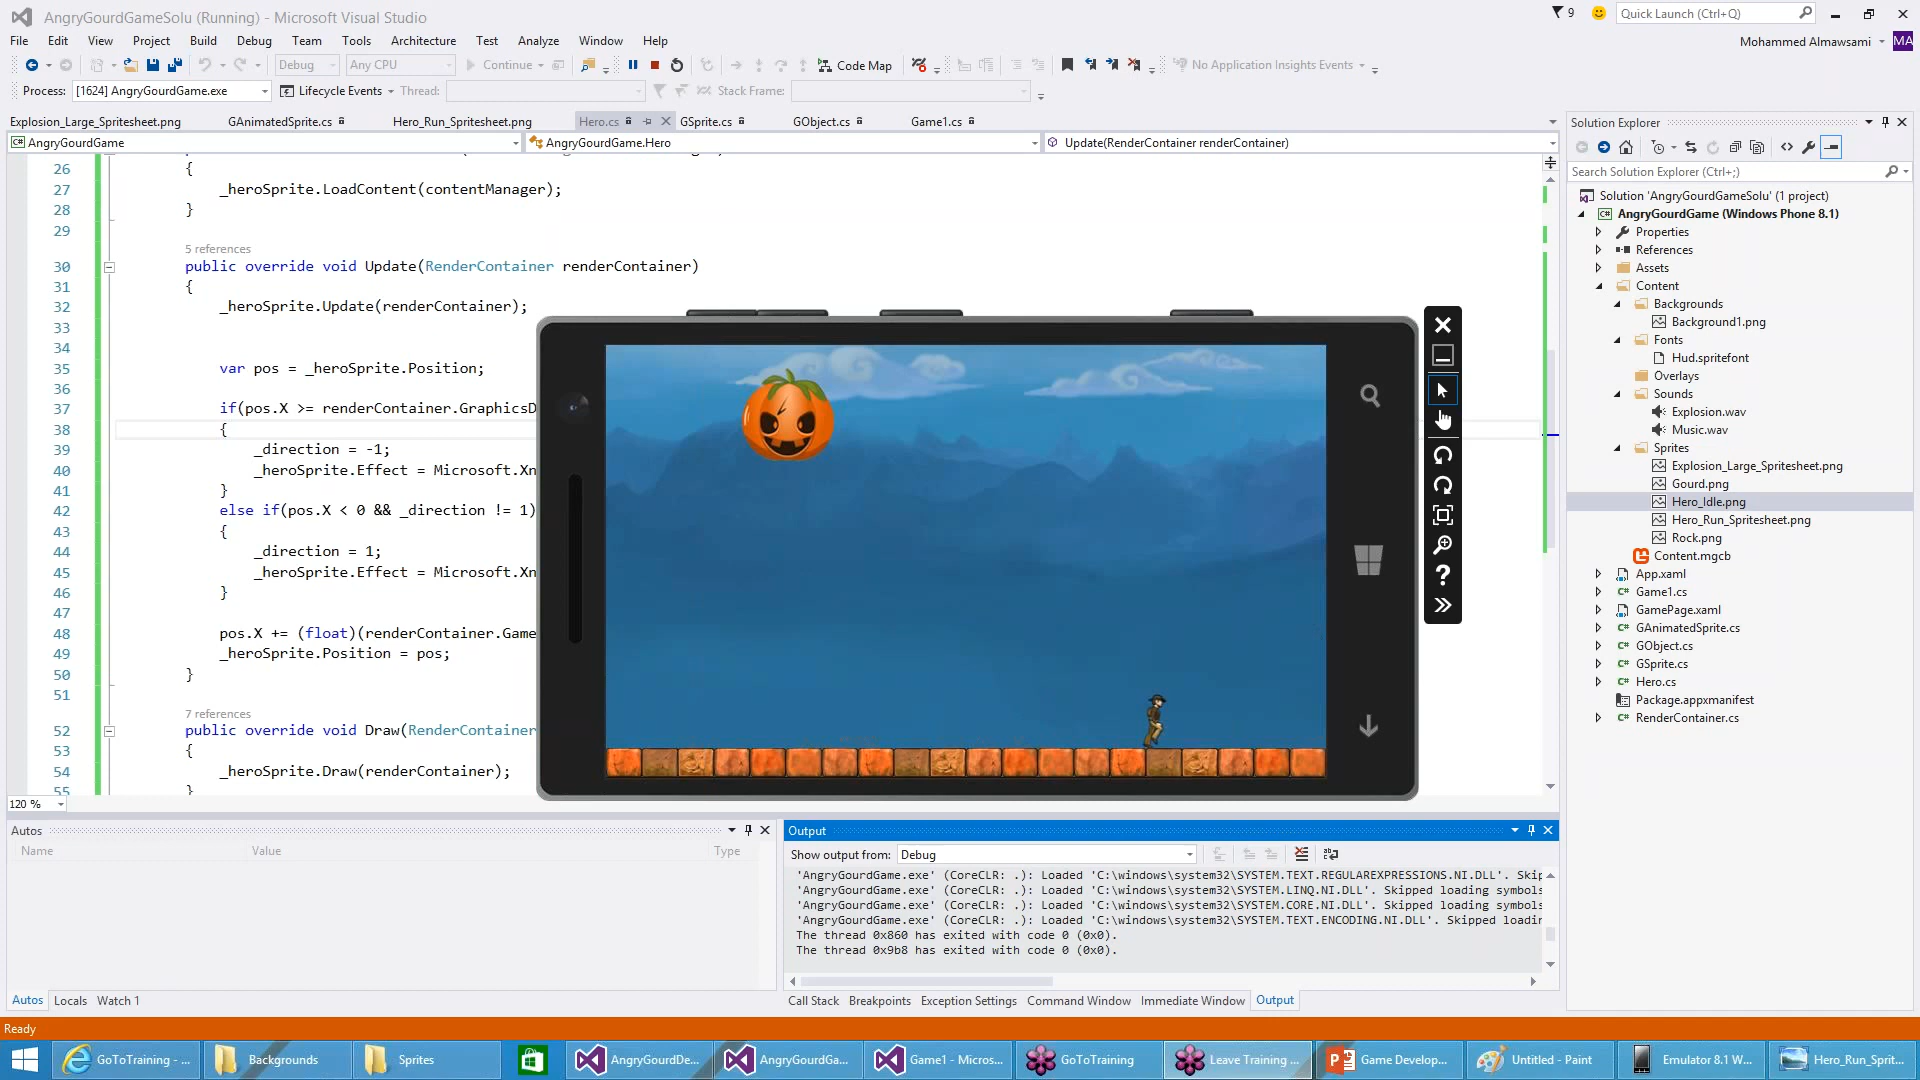 AngryGourdGameSolu (Running) - Microsoft Visual Studio
9
Quick Launch (Ctrl+Q)
File Edit View Project Build Debug Team Tools Architecture Test Analyze Window Help
Mohammed Almawsami
MA
Debug Any CPU Continue Code Map No Application Insights Events
Process: [1624] AngryGourdGame.exe Lifecycle Events Thread: Stack Frame:
Explosion_Large_Spritesheet.png GAnimatedSprite.cs Hero_Run_Spritesheet.png Hero.cs GSprite.cs GObject.cs Game1.cs
AngryGourdGame AngryGourdGame.Hero Update(RenderContainer renderContainer)
26 {
27 _heroSprite.LoadContent(contentManager);
28 }
29
5 references
30 public override void Update(RenderContainer renderContainer)
31 {
32 _heroSprite.Update(renderContainer);
33
34
35 var pos = _heroSprite.Position;
36
37 if(pos.X >= renderContainer.GraphicsD
38 {
39 _direction = -1;
40 _heroSprite.Effect = Microsoft.Xn
41 }
42 else if(pos.X < 0 && _direction != 1)
43 {
44 _direction = 1;
45 _heroSprite.Effect = Microsoft.Xn
46 }
47
48 pos.X += (float)(renderContainer.Game
49 _heroSprite.Position = pos;
50 }
51
7 references
52 public override void Draw(RenderContainer
53 {
54 _heroSprite.Draw(renderContainer);
55 }
120 %
Solution Explorer
Search Solution Explorer (Ctrl+;)
Solution 'AngryGourdGameSolu' (1 project)
AngryGourdGame (Windows Phone 8.1)
Properties
References
Assets
Content
Backgrounds
Background1.png
Fonts
Hud.spritefont
Overlays
Sounds
Explosion.wav
Music.wav
Sprites
Explosion_Large_Spritesheet.png
Gourd.png
Hero_Idle.png
Hero_Run_Spritesheet.png
Rock.png
Content.mgcb
App.xaml
Game1.cs
GamePage.xaml
GAnimatedSprite.cs
GObject.cs
GSprite.cs
Hero.cs
Package.appxmanifest
RenderContainer.cs
Autos
Name Value Type
Autos Locals Watch 1
Output
Show output from: Debug
'AngryGourdGame.exe' (CoreCLR: .): Loaded 'C:\windows\system32\SYSTEM.TEXT.REGULAREXPRESSIONS.NI.DLL'. Skip
'AngryGourdGame.exe' (CoreCLR: .): Loaded 'C:\windows\system32\SYSTEM.LINQ.NI.DLL'. Skipped loading symbols
'AngryGourdGame.exe' (CoreCLR: .): Loaded 'C:\windows\system32\SYSTEM.CORE.NI.DLL'. Skipped loading symbols
'AngryGourdGame.exe' (CoreCLR: .): Loaded 'C:\windows\system32\SYSTEM.TEXT.ENCODING.NI.DLL'. Skipped loadin
The thread 0x860 has exited with code 0 (0x0).
The thread 0x9b8 has exited with code 0 (0x0).
Call Stack Breakpoints Exception Settings Command Window Immediate Window Output
Ready
GoToTraining - ... Backgrounds Sprites AngryGourdDe... AngryGourdGa... Game1 - Micros... GoToTraining Leave Training ... Game Develop... Untitled - Paint Emulator 8.1 W... Hero_Run_Sprit...